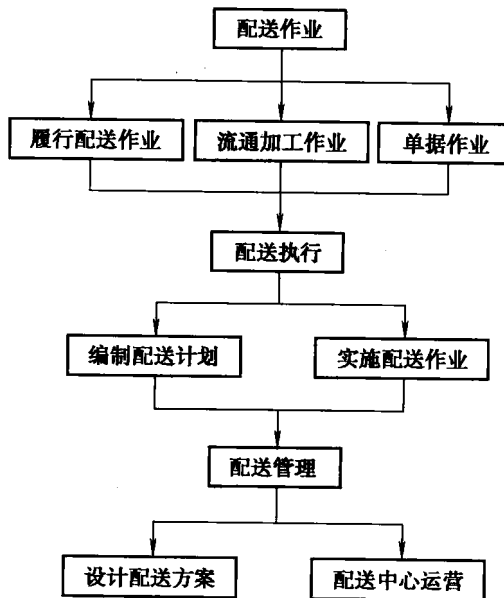 配送作业
履行配送作业
流通加工作业
单据作业
配送执行
编制配送计划
实施配送作业
配送管理
设计配送方案
配送中心运营